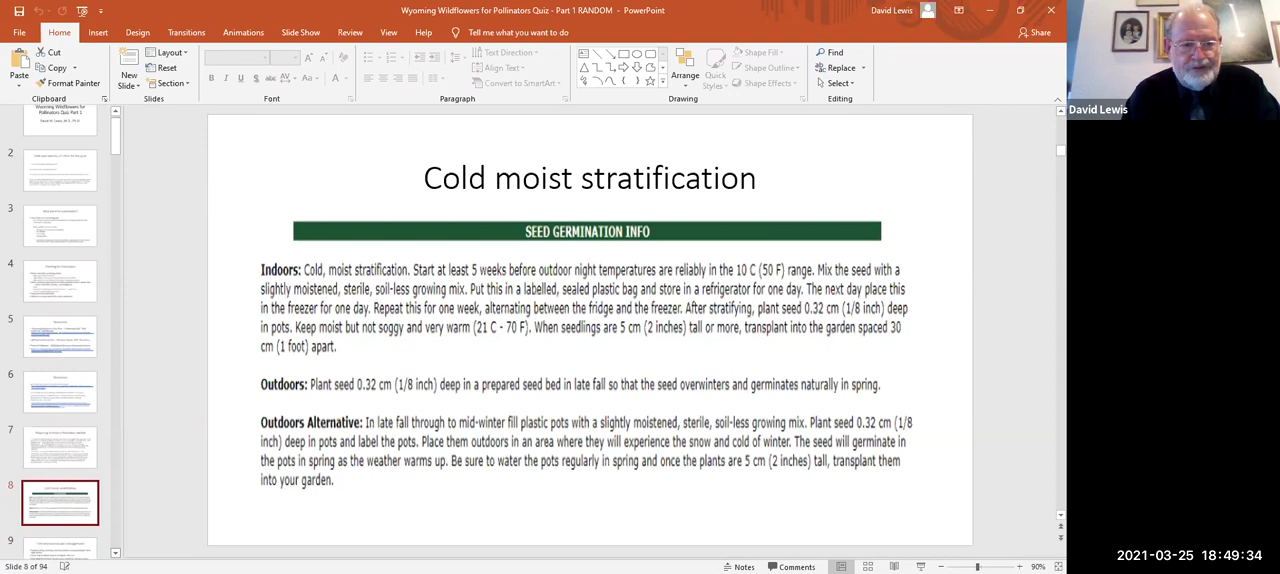 Wyoming Wildflowers for Pollinators Quiz - Part 1 RANDOM - PowerPoint
David Lewis
File Home Insert Design Transitions Animations Slide Show Review View Help Tell me what you want to do Share
Paste
Cut
Copy
Format Painter
Clipboard
New
Slide
Layout
Reset
Section
Slides
B I U S abc AV Aa A
Font
Text Direction
Align Text
Convert to SmartArt
Paragraph
Arrange
Quick
Styles
Shape Fill
Shape Outline
Shape Effects
Drawing
Find
Replace
Select
Editing
David Lewis
Wyoming Wildflowers for
Pollinators Quiz Part 1
2
3
4
5
6
7
8
9
Cold moist stratification
SEED GERMINATION INFO
Indoors: Cold, moist stratification. Start at least 5 weeks before outdoor night temperatures are reliably in the 10 C (50 F) range. Mix the seed with a
slightly moistened, sterile, soil-less growing mix. Put this in a labelled, sealed plastic bag and store in a refrigerator for one day. The next day place this
in the freezer for one day. Repeat this for one week, alternating between the fridge and the freezer. After stratifying, plant seed 0.32 cm (1/8 inch) deep
in pots. Keep moist but not soggy and very warm (21 C - 70 F). When seedlings are 5 cm (2 inches) tall or more, transplant into the garden spaced 30
cm (1 foot) apart.
Outdoors: Plant seed 0.32 cm (1/8 inch) deep in a prepared seed bed in late fall so that the seed overwinters and germinates naturally in spring.
Outdoors Alternative: In late fall through to mid-winter fill plastic pots with a slightly moistened, sterile, soil-less growing mix. Plant seed 0.32 cm (1/8
inch) deep in pots and label the pots. Place them outdoors in an area where they will experience the snow and cold of winter. The seed will germinate in
the pots in spring as the weather warms up. Be sure to water the pots regularly in spring and once the plants are 5 cm (2 inches) tall, transplant them
into your garden.
Slide 8 of 94
Notes
Comments
90%
2021-03-25 18:49:34